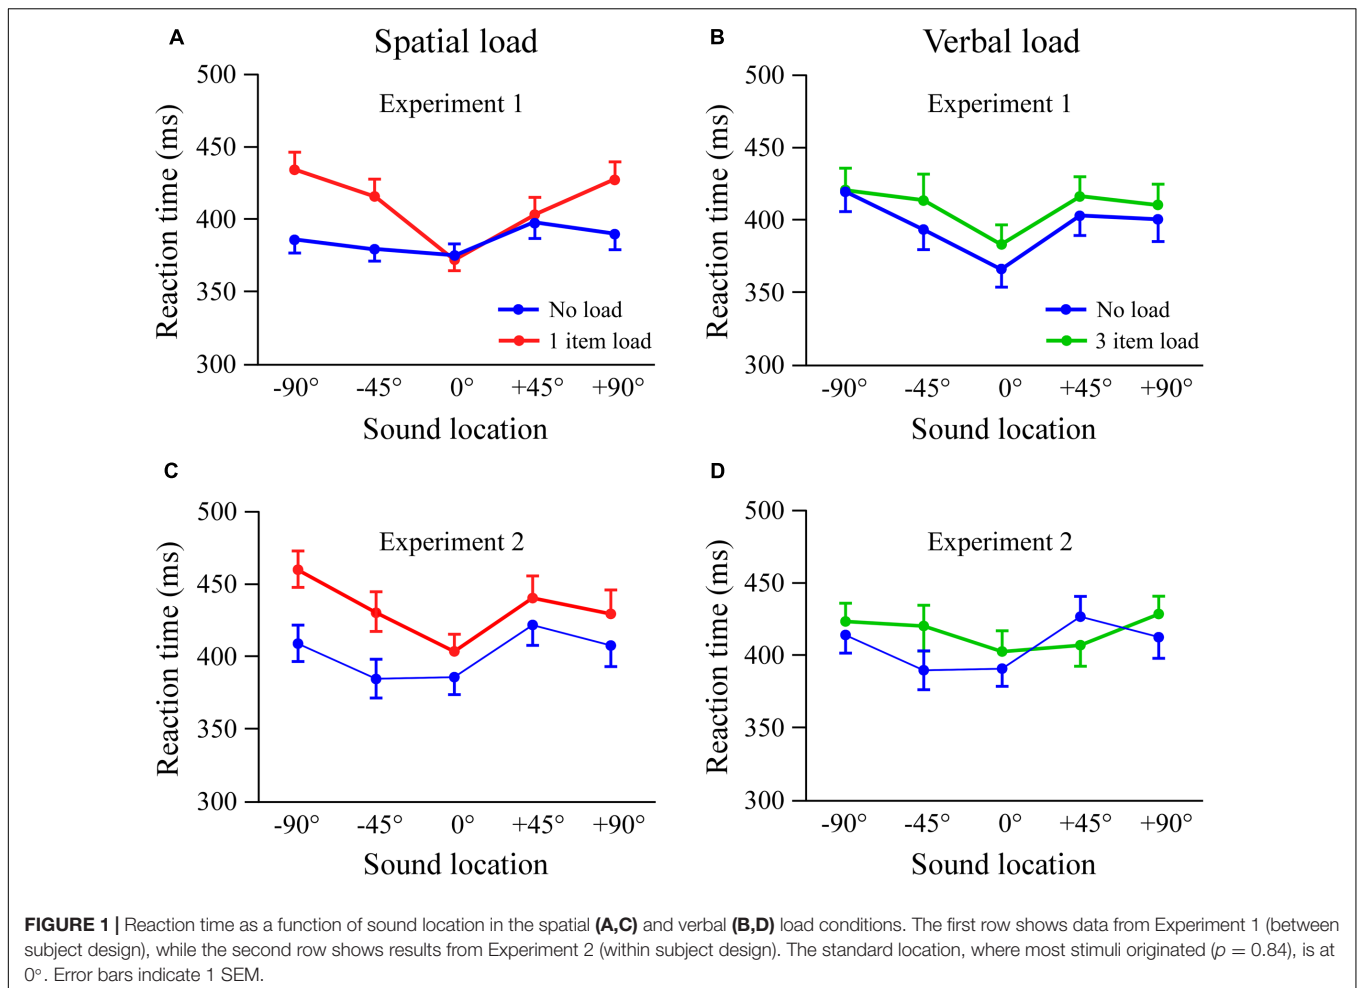 A
Spatial load
B
Verbal load
500
450
400
350
300
Reaction time (ms)
Experiment 1
No load
1 item load
-90° -45° 0° +45° +90°
Sound location
500
450
400
350
300
Reaction time (ms)
Experiment 1
No load
3 item load
-90° -45° 0° +45° +90°
Sound location
C
500
450
400
350
300
Reaction time (ms)
Experiment 2
-90° -45° 0° +45° +90°
Sound location
D
500
450
400
350
300
Reaction time (ms)
Experiment 2
-90° -45° 0° +45° +90°
Sound location
FIGURE 1 | Reaction time as a function of sound location in the spatial (A,C) and verbal (B,D) load conditions. The first row shows data from Experiment 1 (between
subject design), while the second row shows results from Experiment 2 (within subject design). The standard location, where most stimuli originated (p = 0.84), is at
0°. Error bars indicate 1 SEM.